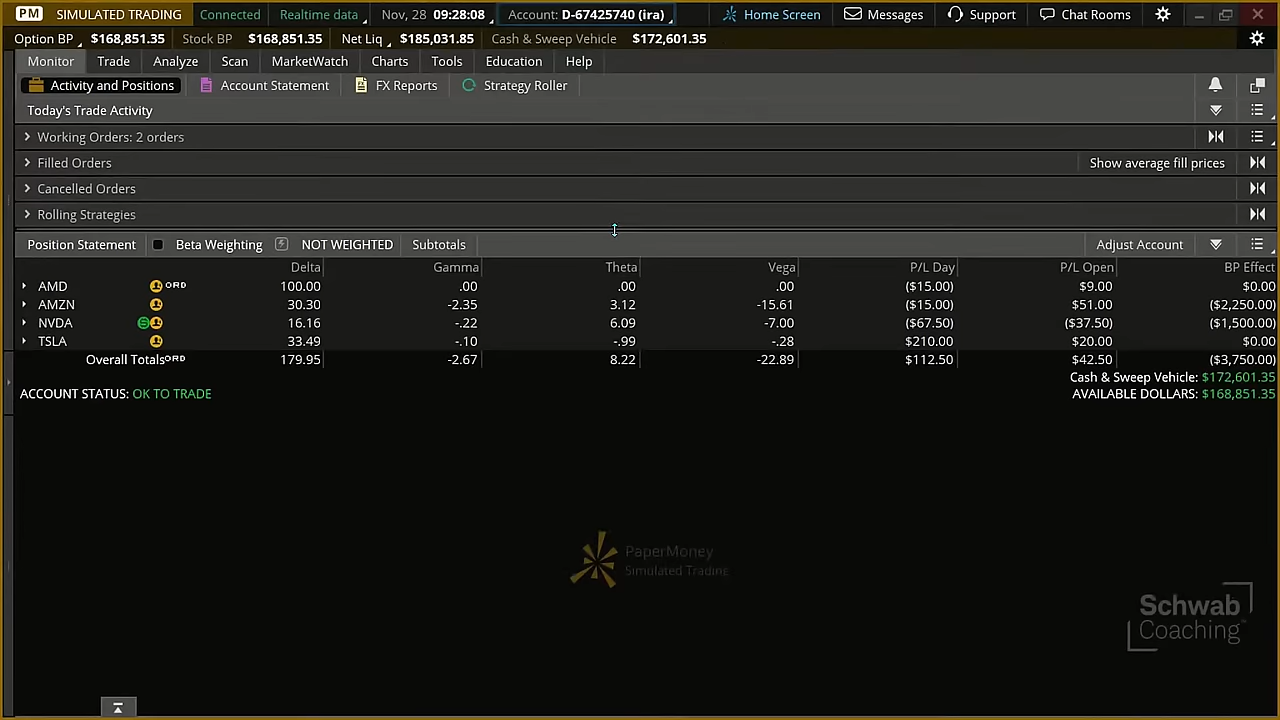 PM SIMULATED TRADING Connected Realtime data Nov, 28 09:28:08 Account: D-67425740 (ira) Home Screen Messages Support Chat Rooms
Option BP $168,851.35 Stock BP $168,851.35 Net Liq $185,031.85 Cash & Sweep Vehicle $172,601.35
Monitor Trade Analyze Scan MarketWatch Charts Tools Education Help
Activity and Positions Account Statement FX Reports Strategy Roller
Today's Trade Activity
Working Orders: 2 orders
Filled Orders Show average fill prices
Cancelled Orders
Rolling Strategies
Position Statement Beta Weighting NOT WEIGHTED Subtotals Adjust Account
Delta Gamma Theta Vega P/L Day P/L Open BP Effect
AMD ORD 100.00 .00 .00 .00 ($15.00) $9.00 $0.00
AMZN 30.30 -2.35 3.12 -15.61 ($15.00) $51.00 ($2,250.00)
NVDA S 16.16 -.22 6.09 -7.00 ($67.50) ($37.50) ($1,500.00)
TSLA 33.49 -.10 -.99 -.28 $210.00 $20.00 $0.00
Overall Totals ORD 179.95 -2.67 8.22 -22.89 $112.50 $42.50 ($3,750.00)
Cash & Sweep Vehicle: $172,601.35
ACCOUNT STATUS: OK TO TRADE AVAILABLE DOLLARS: $168,851.35
PaperMoney
Simulated Trading
Schwab
Coaching